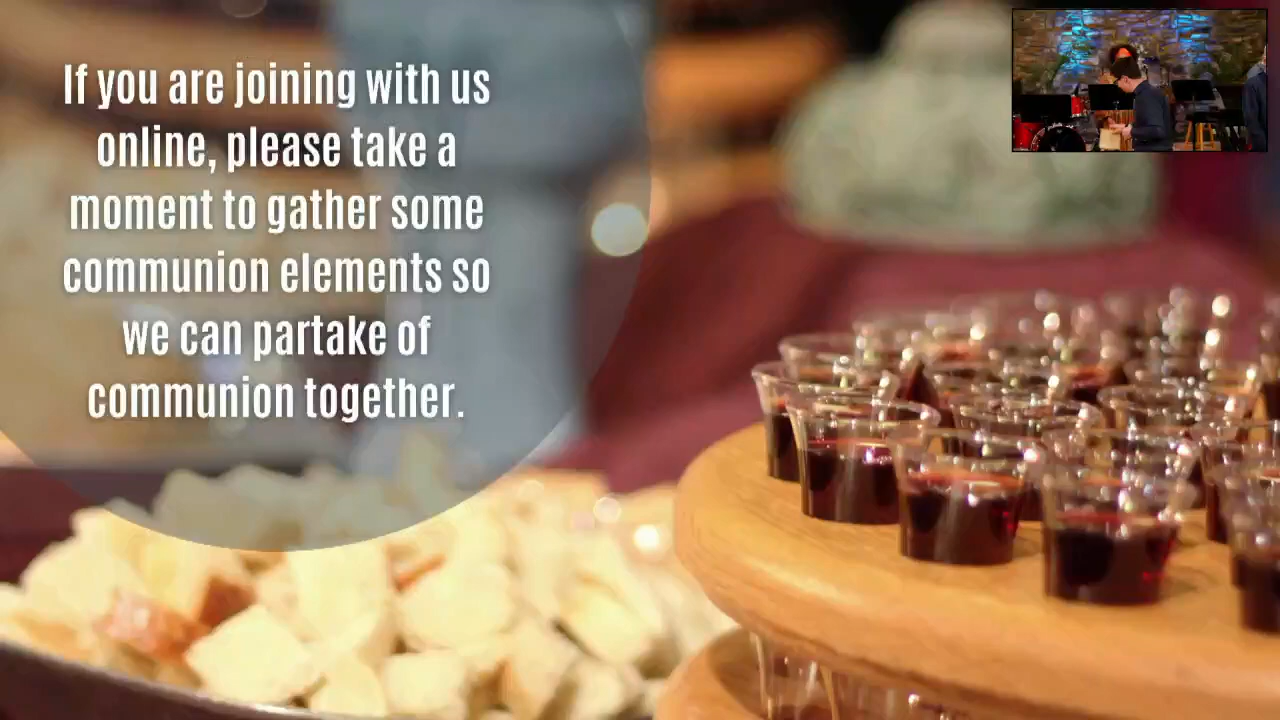 If you are joining with us
online, please take a
moment to gather some
communion elements so
we can partake of
communion together.